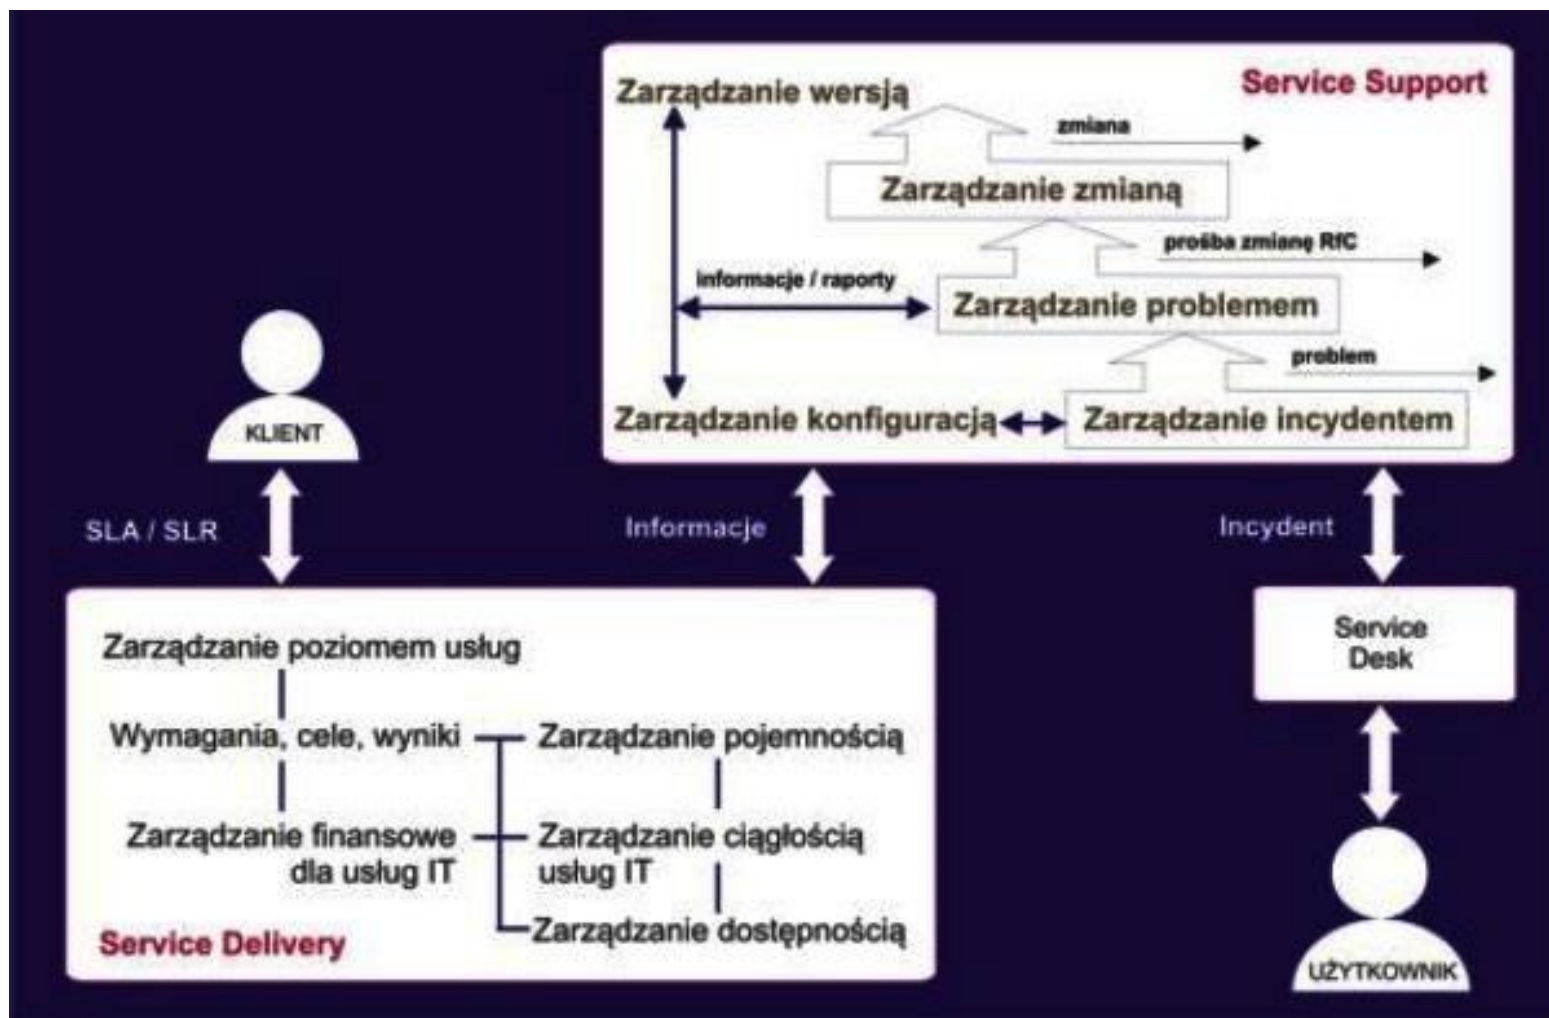 Zarządzanie wersją
Service Support
zmiana
Zarządzanie zmianą
prośba zmianę RfC
informacje / raporty
Zarządzanie problemem
problem
Zarządzanie konfiguracją
Zarządzanie incydentem
KLIENT
SLA / SLR
Informacje
Incydent
Zarządzanie poziomem usług
Wymagania, cele, wyniki
Zarządzanie pojemnością
Zarządzanie finansowe
dla usług IT
Zarządzanie ciągłością
usług IT
Zarządzanie dostępnością
Service Delivery
Service
Desk
UŻYTKOWNIK